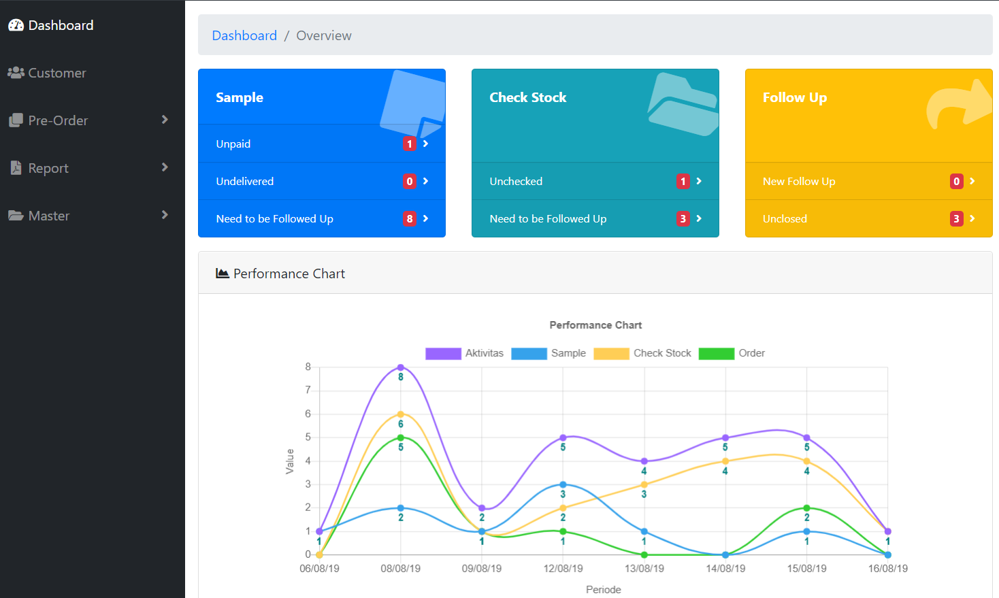 Dashboard
Customer
Pre-Order
Report
Master
Dashboard / Overview
Sample
Unpaid 1
Undelivered 0
Need to be Followed Up 8
Check Stock
Unchecked 1
Need to be Followed Up 3
Follow Up
New Follow Up 0
Unclosed 3
Performance Chart
Performance Chart
Aktivitas Sample Check Stock Order
8
7
6
5
4
3
2
1
0
Value
1
8
6
5
2
2
1
5
3
2
1
4
3
1
5
4
5
4
2
1
1
06/08/19 08/08/19 09/08/19 12/08/19 13/08/19 14/08/19 15/08/19 16/08/19
Periode